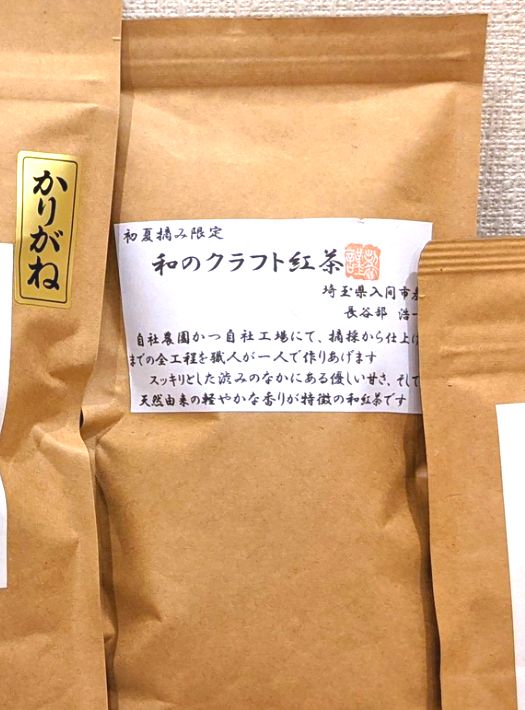 かりがね
初夏摘み限定
和のクラフト紅茶
埼玉県入間市
長谷部 浩一
自社農園かつ自社工場にて、摘採から仕上げ
までの全工程を職人が一人で作りあげます
スッキリとした渋みのなかにある優しい甘さ、そして
天然由来の軽やかな香りが特徴の和紅茶です